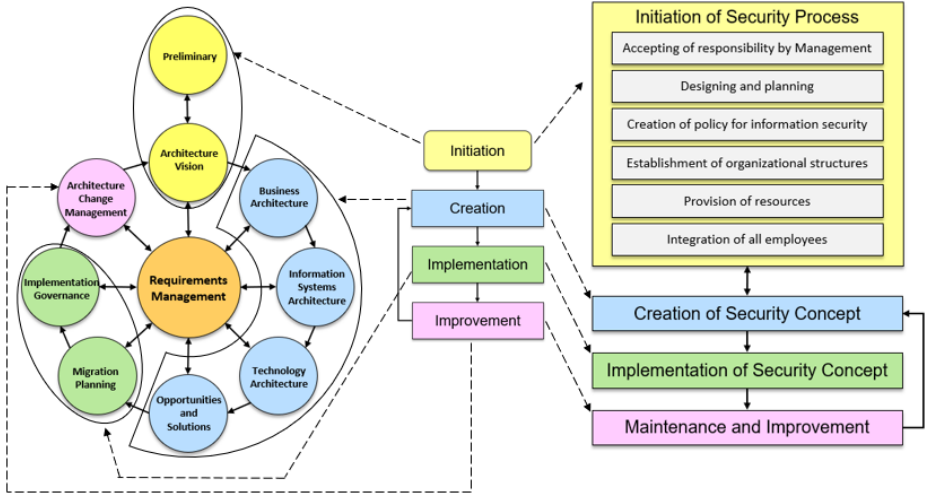 Preliminary
Architecture
Vision
Business
Architecture
Information
Systems
Architecture
Technology
Architecture
Opportunities
and
Solutions
Migration
Planning
Implementation
Governance
Architecture
Change
Management
Requirements
Management
Initiation
Creation
Implementation
Improvement
Initiation of Security Process
Accepting of responsibility by Management
Designing and planning
Creation of policy for information security
Establishment of organizational structures
Provision of resources
Integration of all employees
Creation of Security Concept
Implementation of Security Concept
Maintenance and Improvement